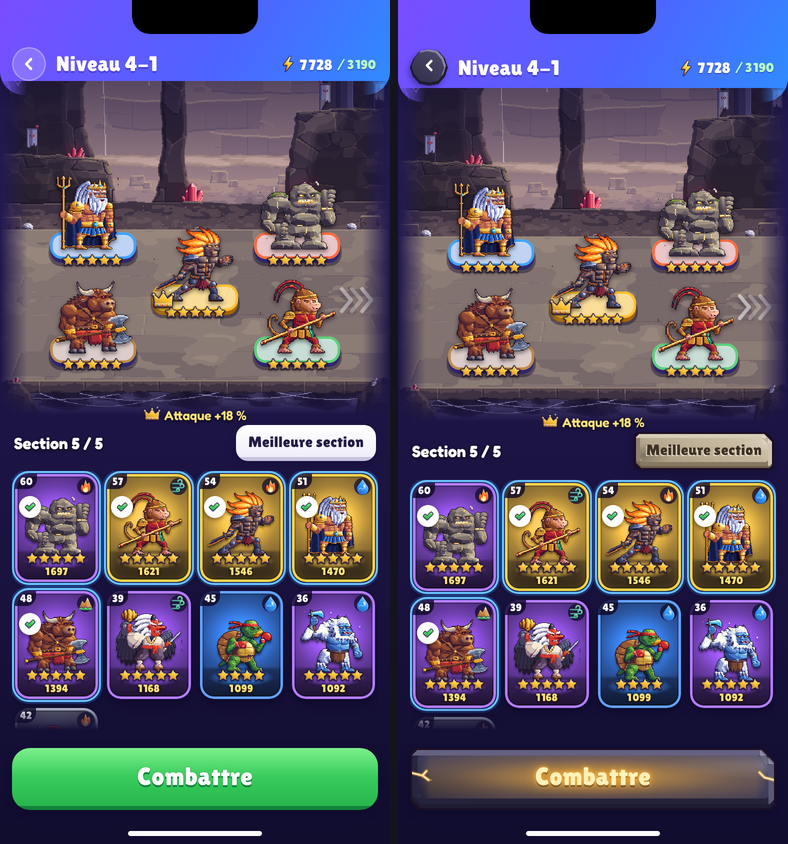 Niveau 4-1
7728 / 3190
Attaque +18 %
Section 5 / 5
Meilleure section
60
57
54
51
1697
1621
1546
1470
48
39
45
36
1394
1168
1099
1092
42
Combattre
Niveau 4-1
7728 / 3190
Attaque +18 %
Section 5 / 5
Meilleure section
60
57
54
51
1697
1621
1546
1470
48
39
45
36
1394
1168
1099
1092
42
Combattre